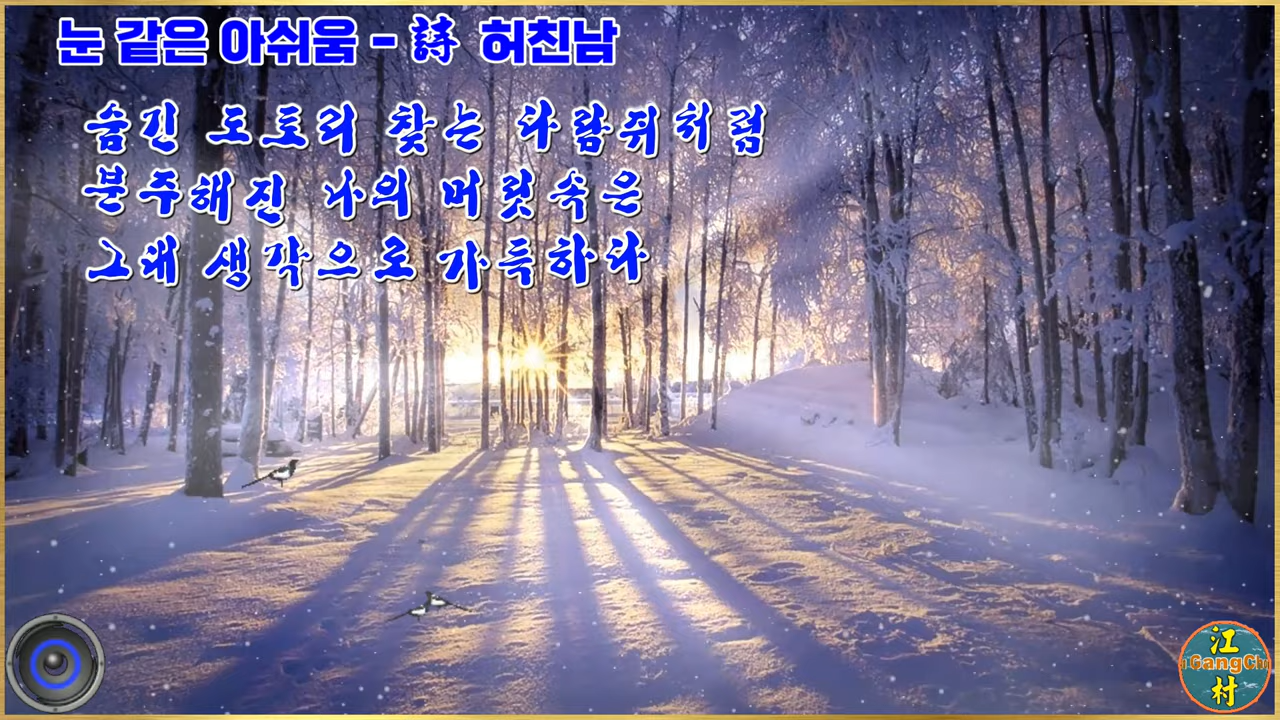 눈 같은 아쉬움 - 詩 허친남
숨긴 도토리 찾는 다람쥐처럼
분주해진 나의 머릿속은
그대 생각으로 가득하다
江
GangCh
村